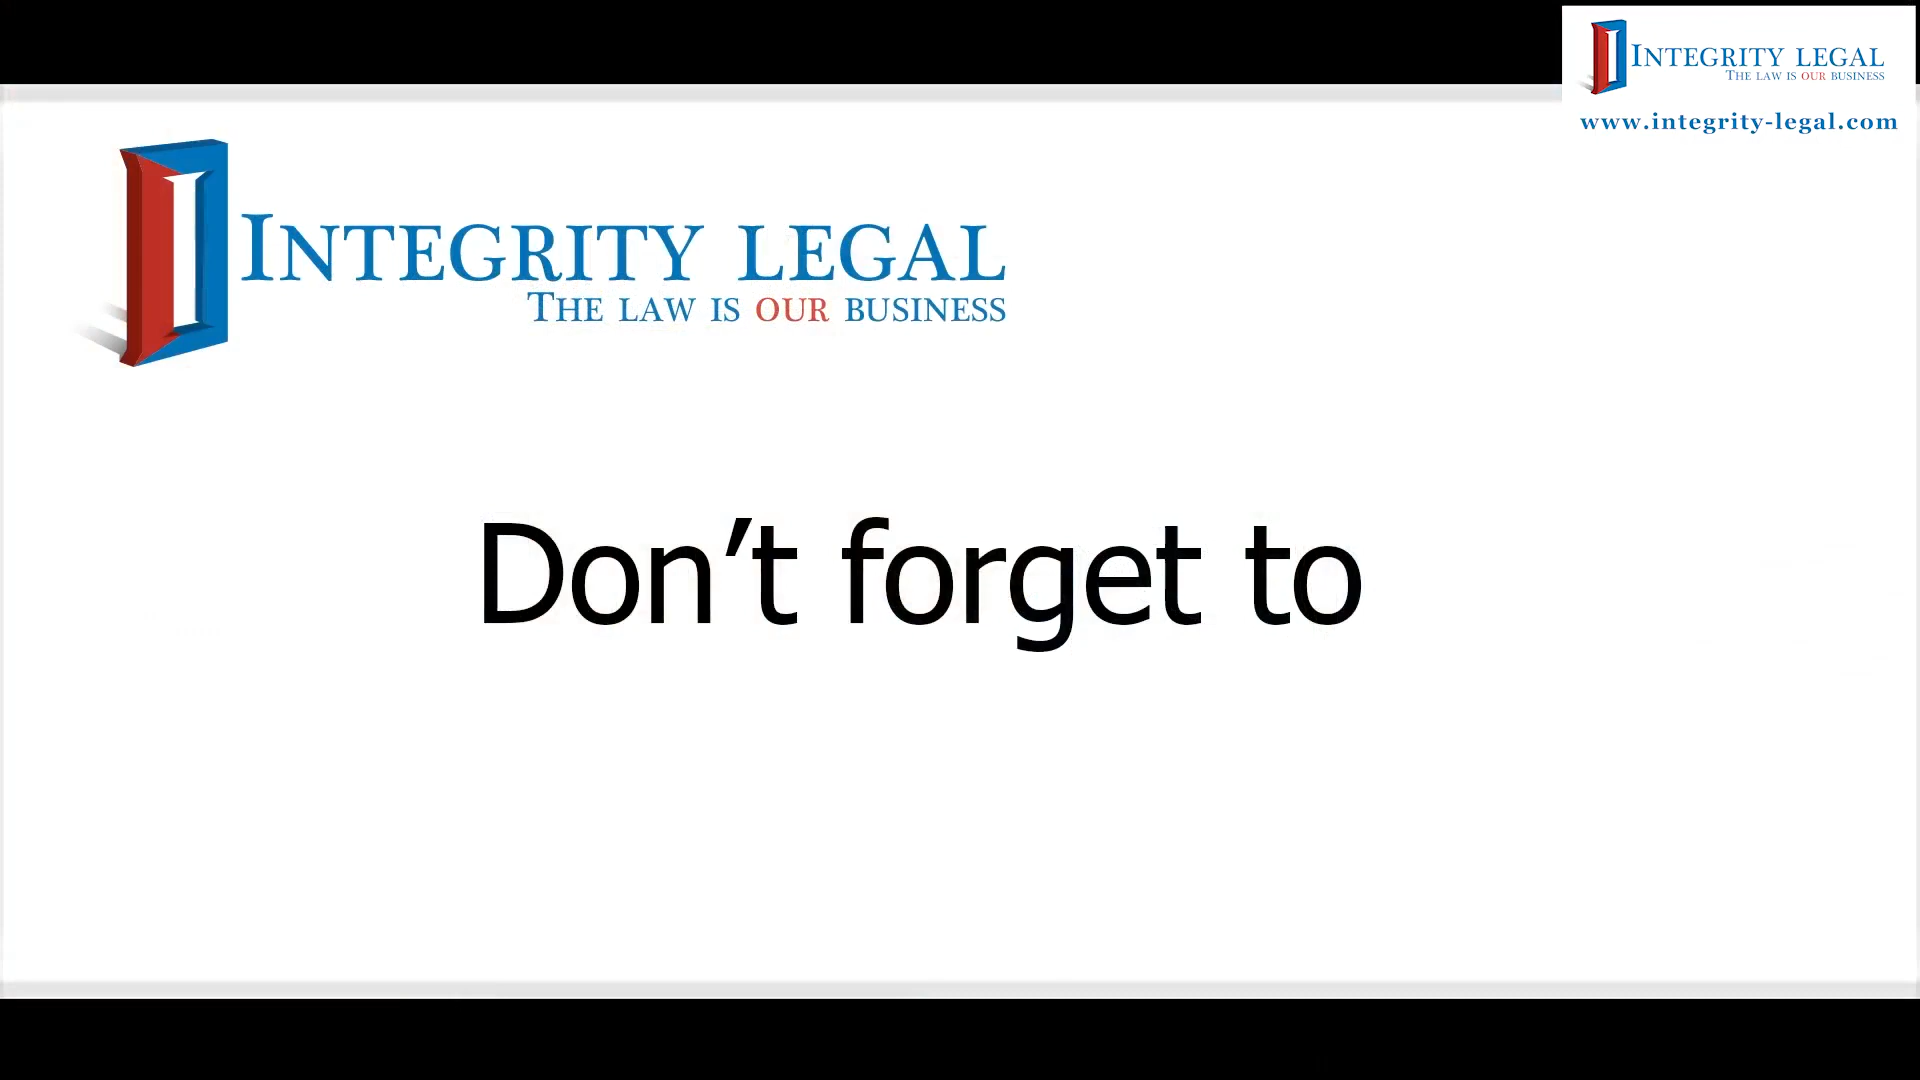 INTEGRITY LEGAL
THE LAW IS OUR BUSINESS
www.integrity-legal.com
INTEGRITY LEGAL
THE LAW IS OUR BUSINESS
Don’t forget to